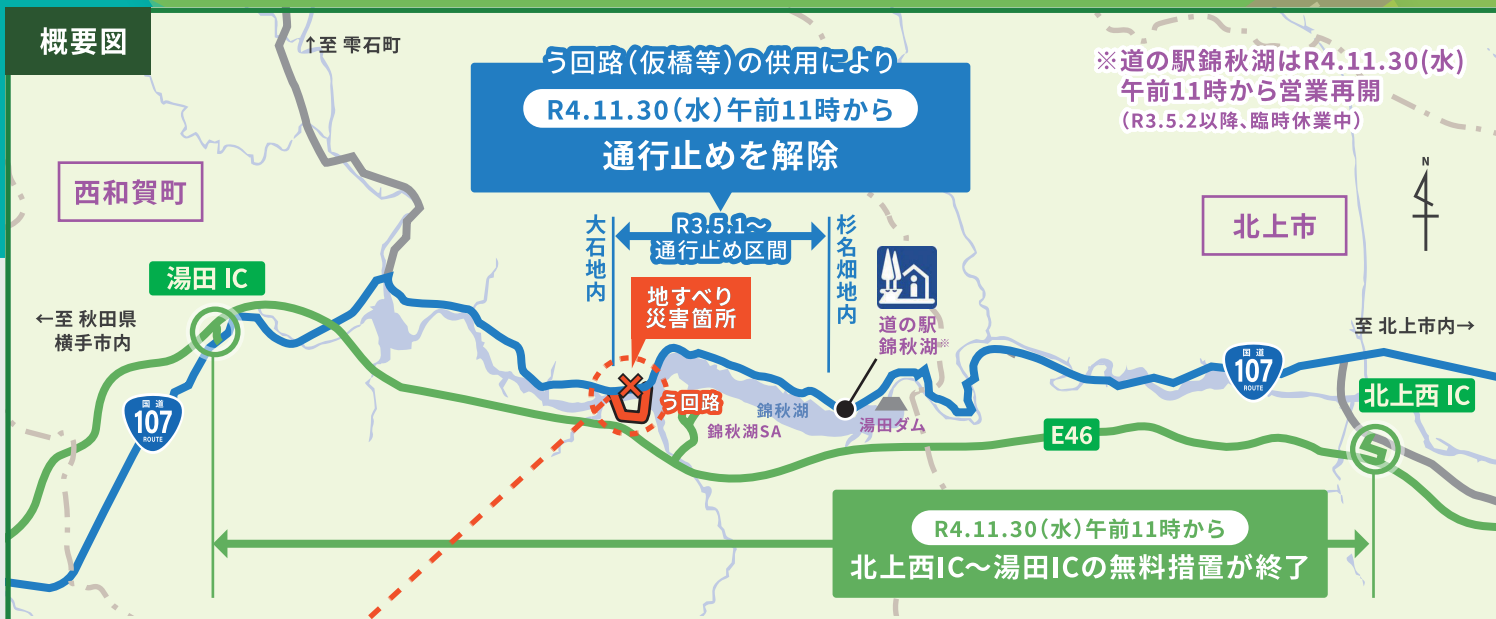 概要図
↑至 雫石町
う回路(仮橋等)の供用により
R4.11.30(水)午前11時から
通行止めを解除
※道の駅錦秋湖はR4.11.30(水)
午前11時から営業再開
(R3.5.2以降、臨時休業中)
西和賀町
北上市
N
大石地内
R3.5.1〜
通行止め区間
杉名畑地内
湯田 IC
←至 秋田県
横手市内
地すべり
災害箇所
道の駅
錦秋湖※
至 北上市内→
国道
107
ROUTE
国道
107
ROUTE
う回路
錦秋湖
錦秋湖SA
湯田ダム
E46
北上西 IC
R4.11.30(水)午前11時から
北上西IC〜湯田ICの無料措置が終了